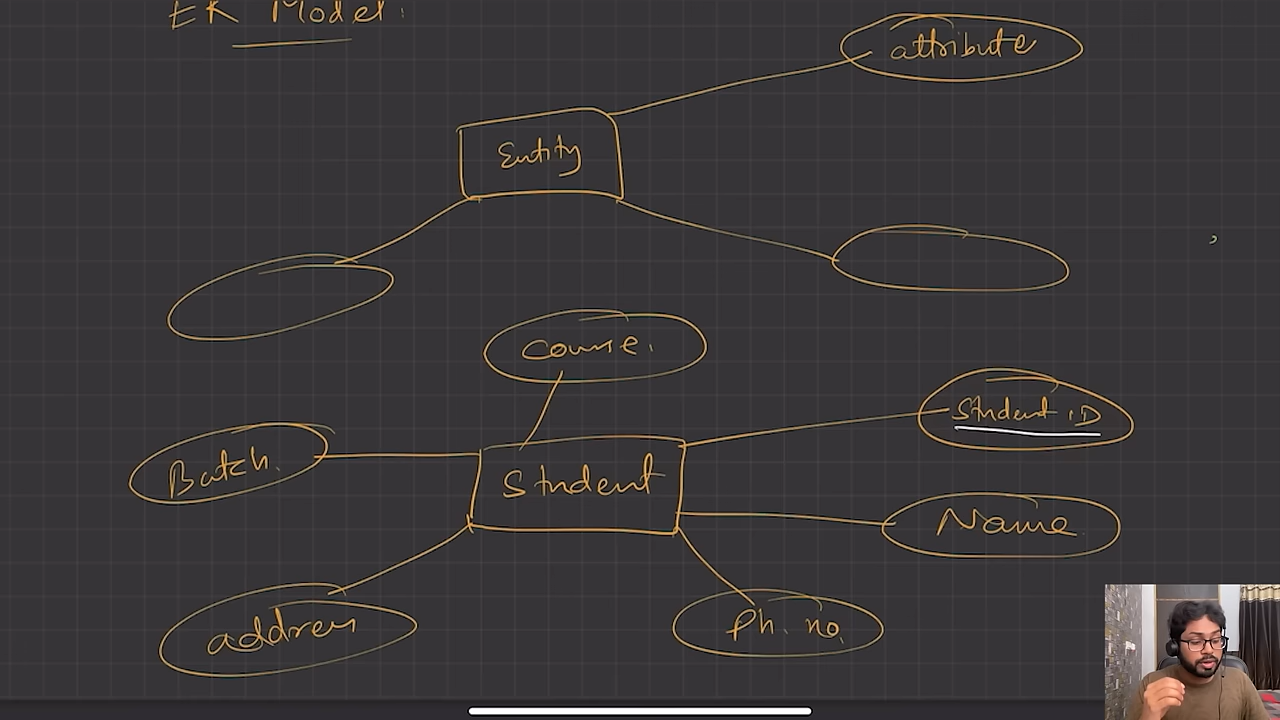 ER Model.
attribute
Entity
Course.
Student ID
Batch.
Student
Name
address
Ph. no.